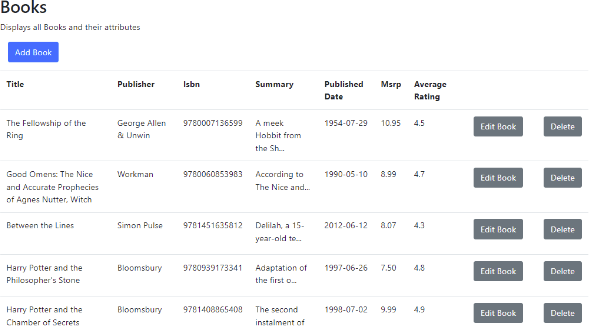 Books
Displays all Books and their attributes
Add Book
Title Publisher Isbn Summary Published Msrp Average
Date Rating
The Fellowship of the George Allen 9780007136599 A meek 1954-07-29 10.95 4.5 Edit Book Delete
Ring & Unwin Hobbit from
the Sh...
Good Omens: The Nice Workman 9780060853983 According to 1990-05-10 8.99 4.7 Edit Book Delete
and Accurate Prophecies The Nice and...
of Agnes Nutter, Witch
Between the Lines Simon Pulse 9781451635812 Delilah, a 15- 2012-06-12 8.07 4.3 Edit Book Delete
year-old te...
Harry Potter and the Bloomsbury 9780939173341 Adaptation of 1997-06-26 7.50 4.8 Edit Book Delete
Philosopher's Stone the first o...
Harry Potter and the Bloomsbury 9781408865408 The second 1998-07-02 9.99 4.9 Edit Book Delete
Chamber of Secrets instalment of